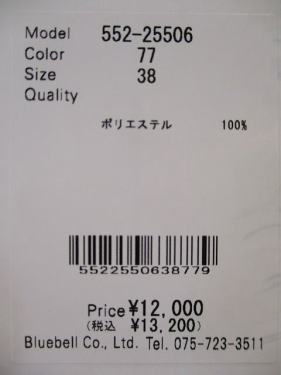 Model 552-25506
Color 77
Size 38
Quality
ポリエステル 100%
5522550638779
Price ¥12,000
(税込 ¥13,200)
Bluebell Co., Ltd. Tel. 075-723-3511